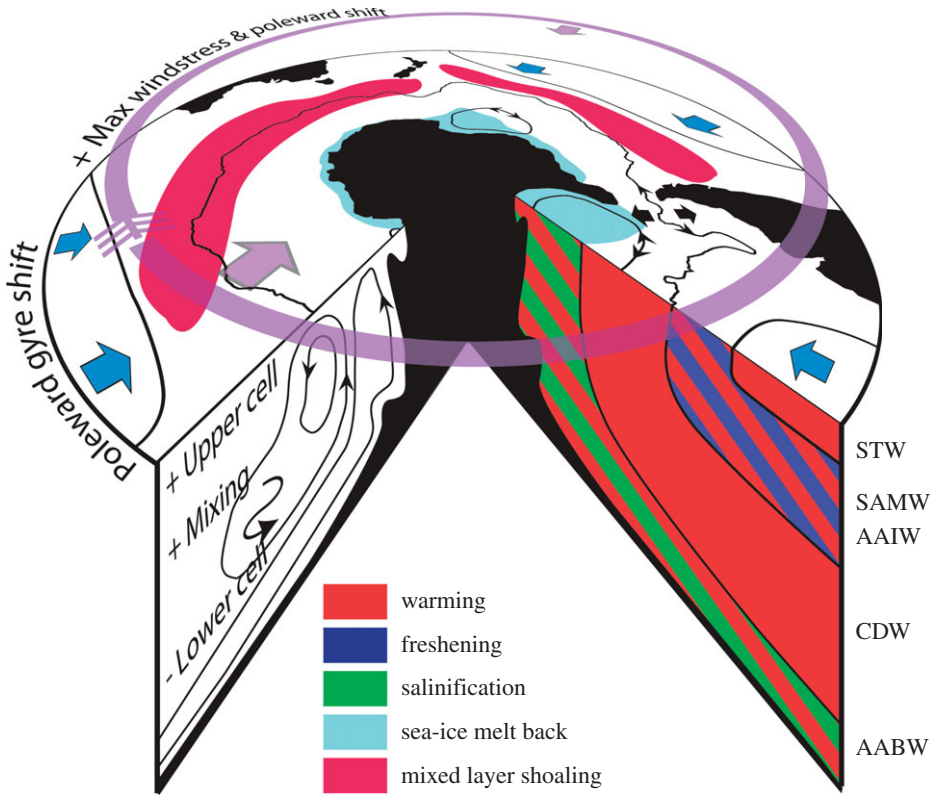 + Max windstress & poleward shift
Poleward gyre shift
+ Upper cell
+ Mixing
- Lower cell
STW
SAMW
AAIW
CDW
AABW
warming
freshening
salinification
sea-ice melt back
mixed layer shoaling